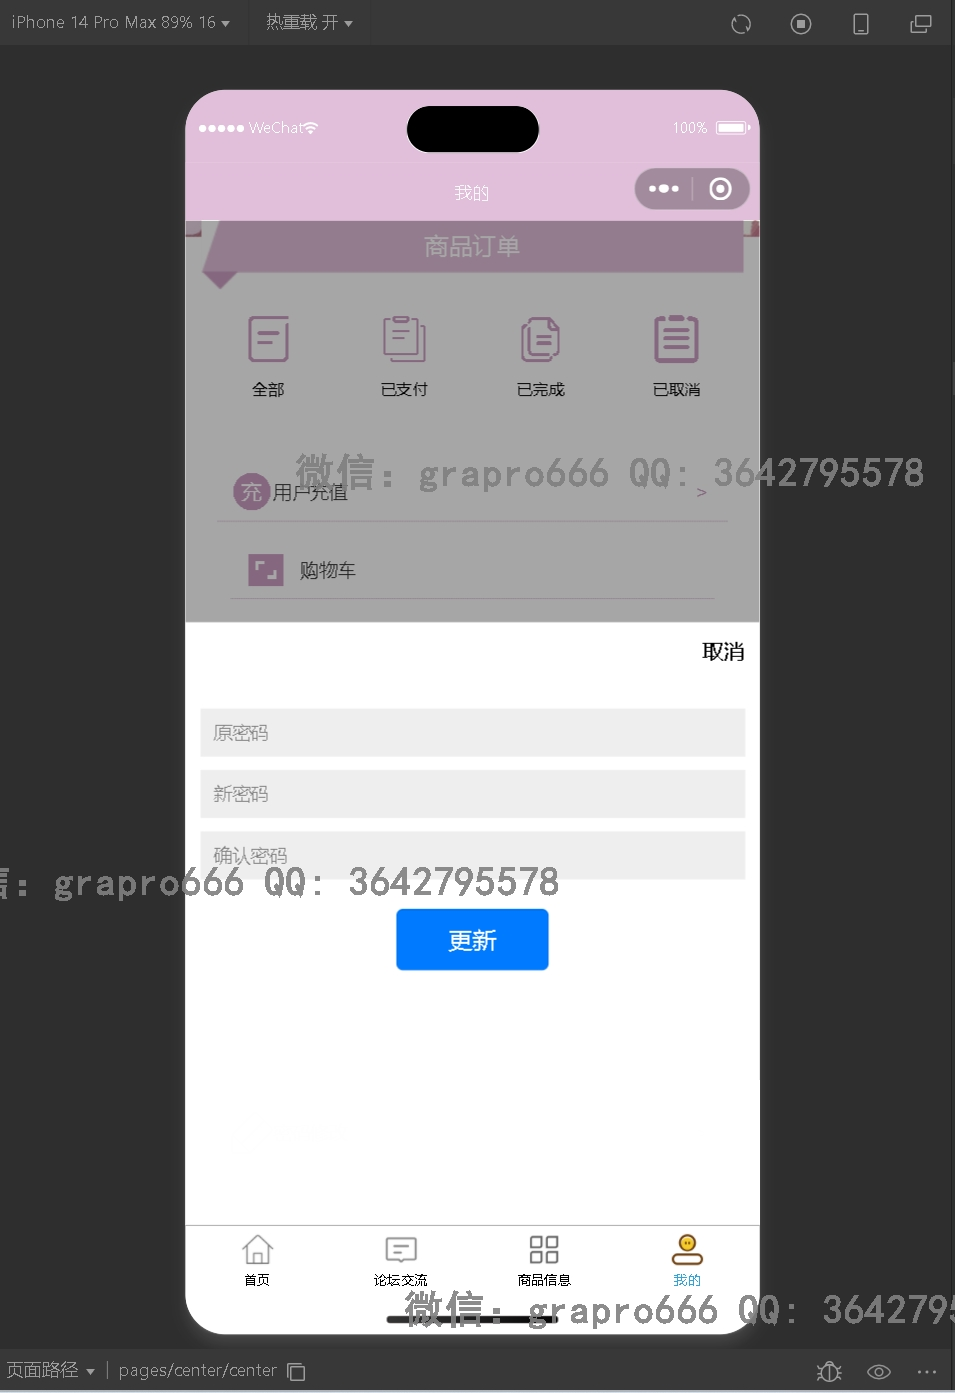 iPhone 14 Pro Max 89% 16 热重载 开
WeChat 100%
我的
商品订单
全部 已支付 已完成 已取消
微信：grapro666 QQ：3642795578
充 用户充值 >
购物车
取消
原密码
新密码
确认密码
信：grapro666 QQ：3642795578
更新
首页 论坛交流 商品信息 我的
微信：grapro666 QQ：3642795
页面路径 pages/center/center